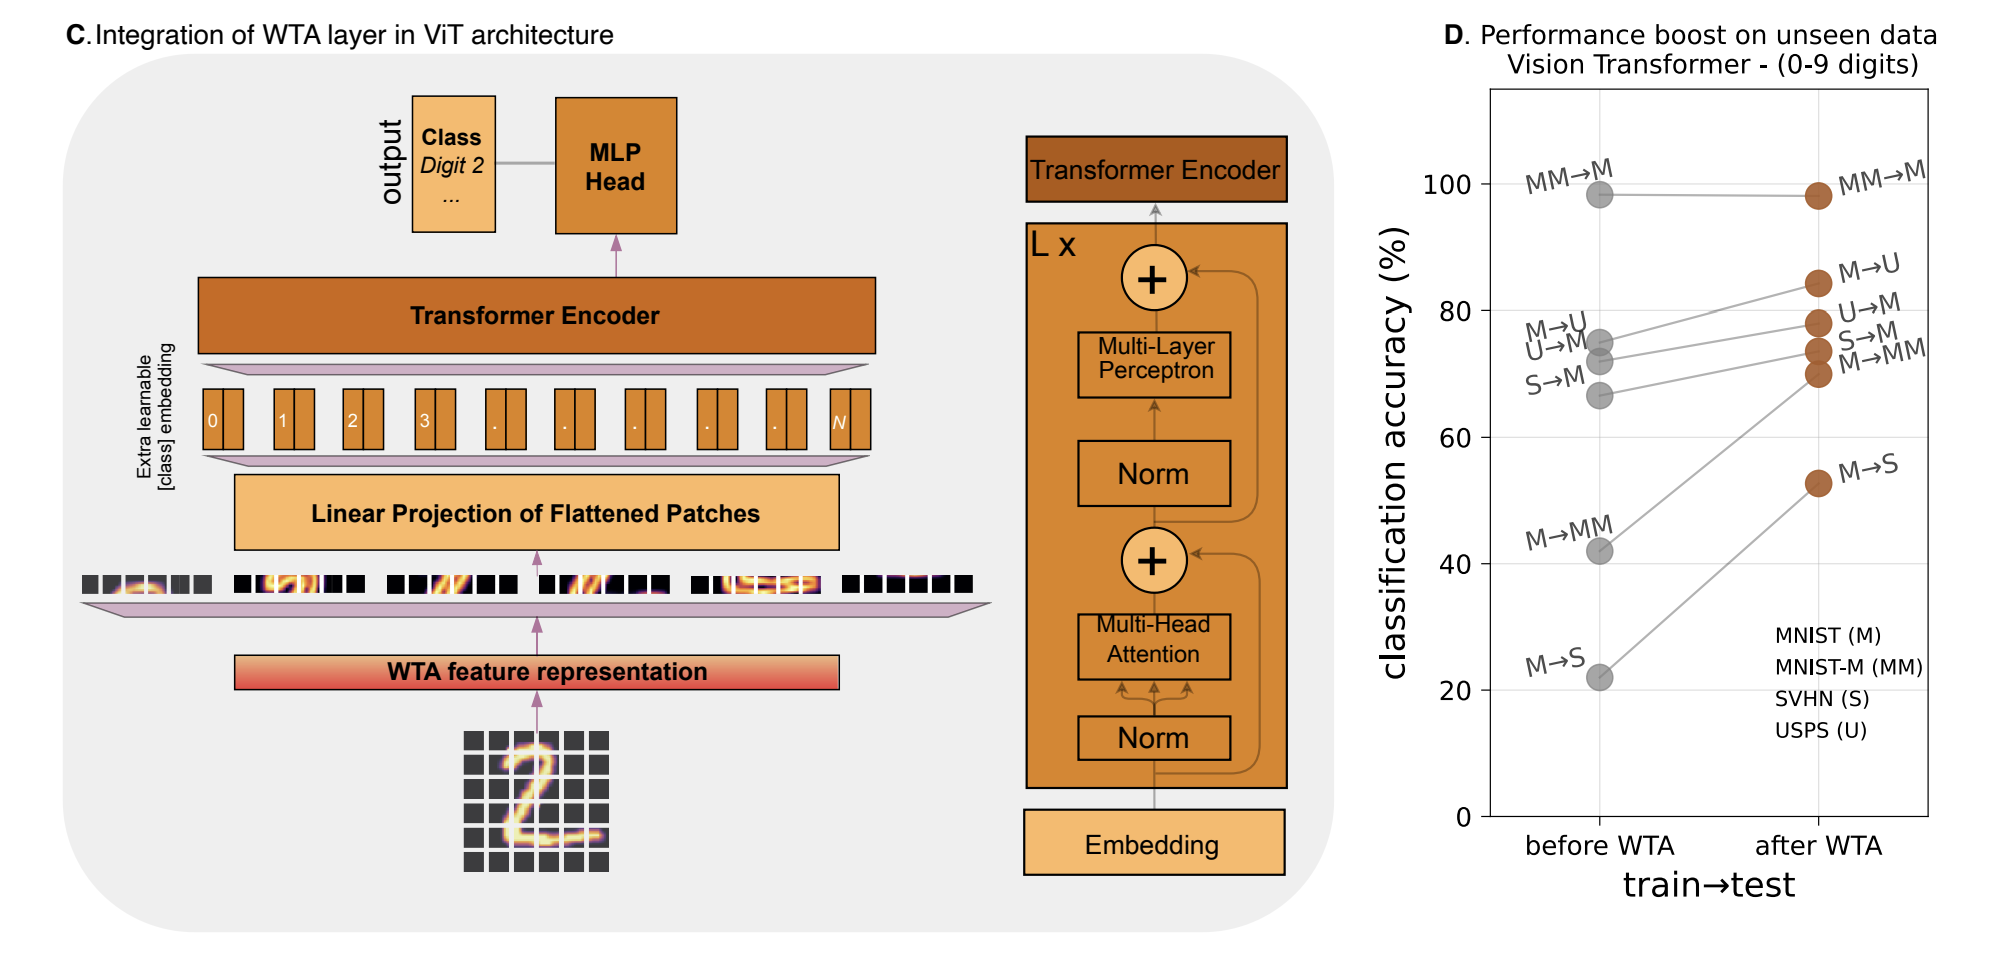 C. Integration of WTA layer in ViT architecture
output
Class
Digit 2
...
MLP
Head
Transformer Encoder
Extra learnable
[class] embedding
0 1 2 3 . . . . . N
Linear Projection of Flattened Patches
WTA feature representation
Transformer Encoder
L x
+
Multi-Layer
Perceptron
Norm
+
Multi-Head
Attention
Norm
Embedding
D. Performance boost on unseen data
Vision Transformer - (0-9 digits)
classification accuracy (%)
100
80
60
40
20
0
MM→M
M→U
U→M
S→M
M→MM
M→S
MM→M
M→U
U→M
S→M
M→MM
M→S
MNIST (M)
MNIST-M (MM)
SVHN (S)
USPS (U)
before WTA
after WTA
train→test